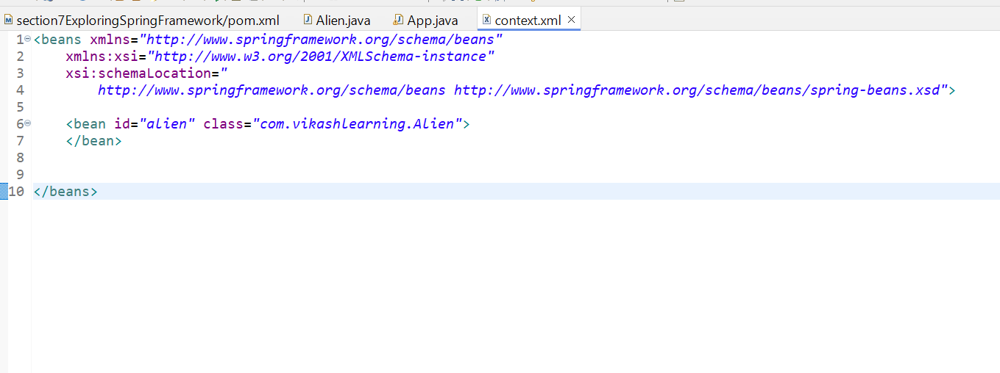 section7ExploringSpringFramework/pom.xml Alien.java App.java context.xml
1 <beans xmlns="http://www.springframework.org/schema/beans"
2 xmlns:xsi="http://www.w3.org/2001/XMLSchema-instance"
3 xsi:schemaLocation="
4 http://www.springframework.org/schema/beans http://www.springframework.org/schema/beans/spring-beans.xsd">
5
6 <bean id="alien" class="com.vikashlearning.Alien">
7 </bean>
8
9
10 </beans>